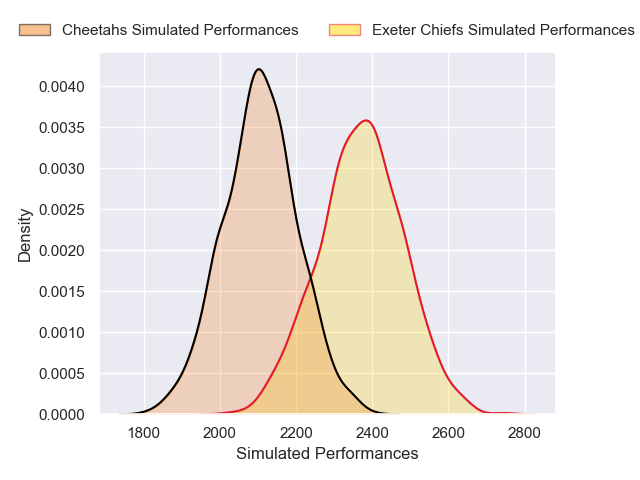 Cheetahs Simulated Performances
Exeter Chiefs Simulated Performances
0.0040
0.0035
0.0030
0.0025
0.0020
0.0015
0.0010
0.0005
0.0000
Density
1800 2000 2200 2400 2600 2800
Simulated Performances